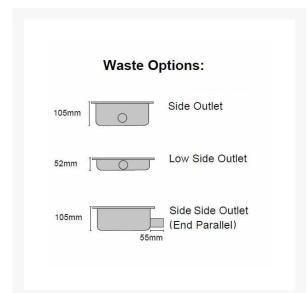 Waste Options:
105mm
Side Outlet
52mm
Low Side Outlet
105mm
Side Side Outlet
(End Parallel)
55mm